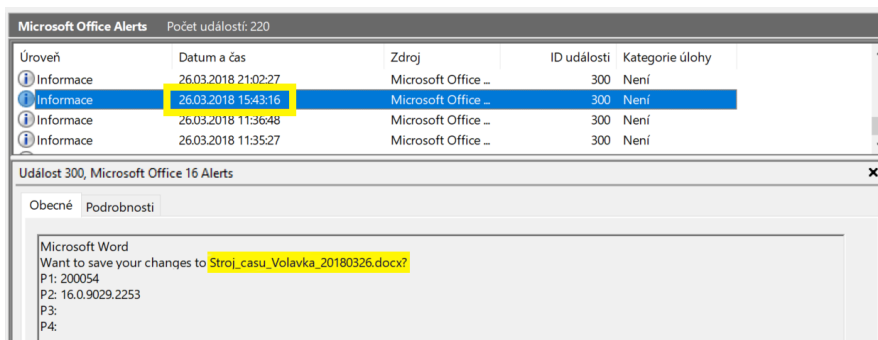 Microsoft Office Alerts Počet událostí: 220
Úroveň Datum a čas Zdroj ID události Kategorie úlohy
Informace 26.03.2018 21:02:27 Microsoft Office ... 300 Není
Informace 26.03.2018 15:43:16 Microsoft Office ... 300 Není
Informace 26.03.2018 11:36:48 Microsoft Office ... 300 Není
Informace 26.03.2018 11:35:27 Microsoft Office ... 300 Není
Událost 300, Microsoft Office 16 Alerts
Obecné Podrobnosti
Microsoft Word
Want to save your changes to Stroj_casu_Volavka_20180326.docx?
P1: 200054
P2: 16.0.9029.2253
P3:
P4: